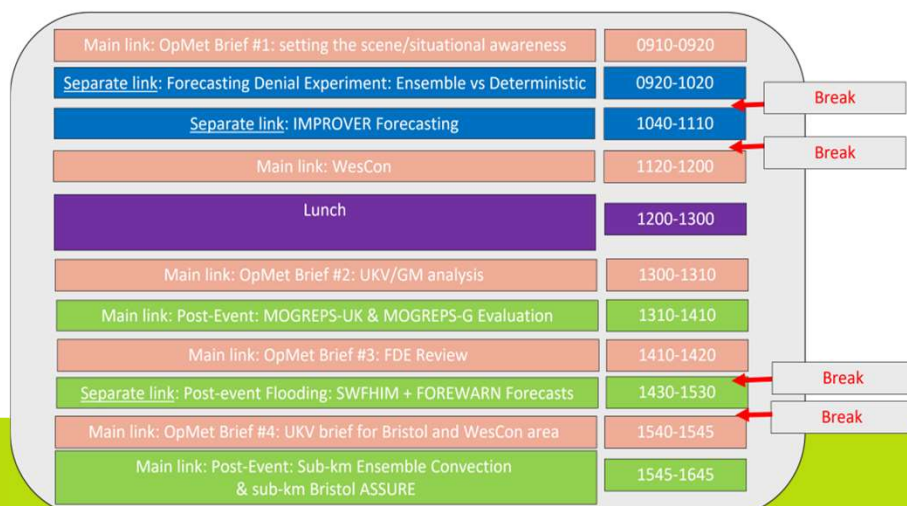 Main link: OpMet Brief #1: setting the scene/situational awareness 0910-0920
Separate link: Forecasting Denial Experiment: Ensemble vs Deterministic 0920-1020
Break
Separate link: IMPROVER Forecasting 1040-1110
Break
Main link: WesCon 1120-1200
Lunch 1200-1300
Main link: OpMet Brief #2: UKV/GM analysis 1300-1310
Main link: Post-Event: MOGREPS-UK & MOGREPS-G Evaluation 1310-1410
Main link: OpMet Brief #3: FDE Review 1410-1420
Break
Separate link: Post-event Flooding: SWFHIM + FOREWARN Forecasts 1430-1530
Break
Main link: OpMet Brief #4: UKV brief for Bristol and WesCon area 1540-1545
Main link: Post-Event: Sub-km Ensemble Convection
& sub-km Bristol ASSURE 1545-1645